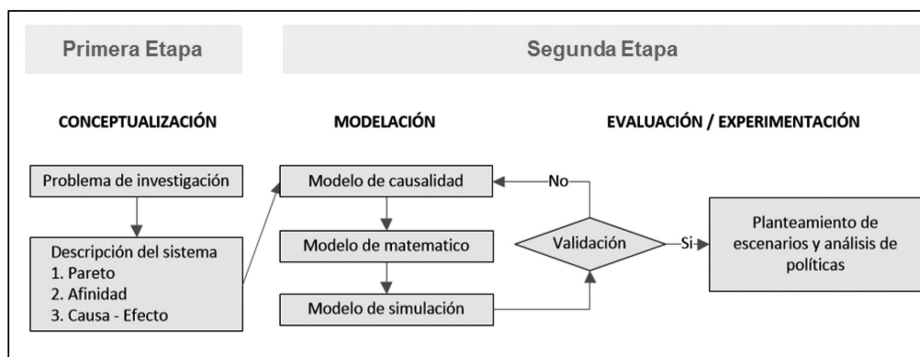 Primera Etapa
Segunda Etapa
CONCEPTUALIZACIÓN
MODELACIÓN
EVALUACIÓN / EXPERIMENTACIÓN
Problema de investigación
Descripción del sistema
1. Pareto
2. Afinidad
3. Causa - Efecto
Modelo de causalidad
Modelo de matematico
Modelo de simulación
No
Validación
Si
Planteamiento de
escenarios y análisis de
políticas